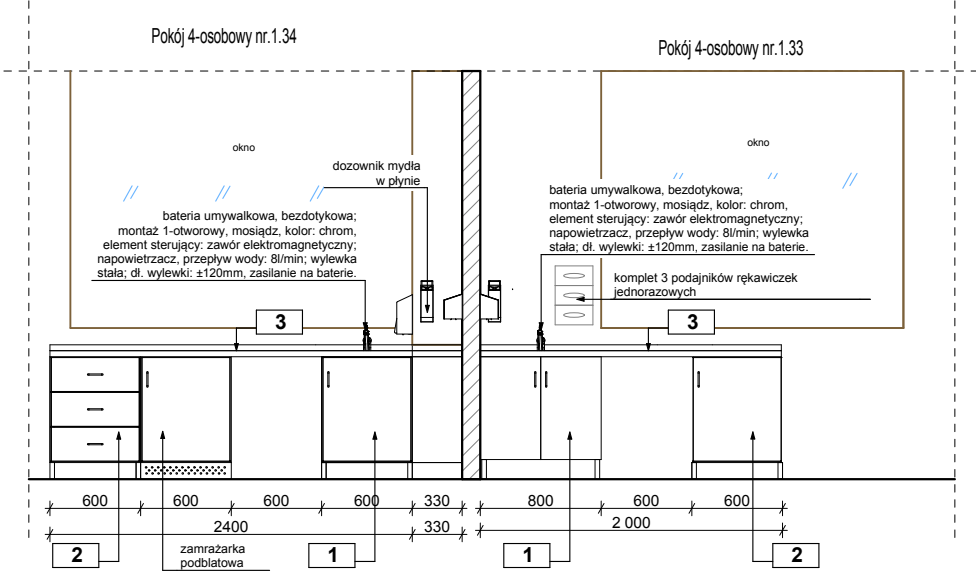 Pokój 4-osobowy nr.1.34
Pokój 4-osobowy nr.1.33
okno
okno
dozownik mydła
w płynie
bateria umywalkowa, bezdotykowa;
montaż 1-otworowy, mosiądz, kolor: chrom,
element sterujący: zawór elektromagnetyczny;
napowietrzacz, przepływ wody: 8l/min; wylewka
stała; dł. wylewki: ±120mm, zasilanie na baterie.
bateria umywalkowa, bezdotykowa;
montaż 1-otworowy, mosiądz, kolor: chrom,
element sterujący: zawór elektromagnetyczny;
napowietrzacz, przepływ wody: 8l/min; wylewka
stała; dł. wylewki: ±120mm, zasilanie na baterie.
komplet 3 podajników rękawiczek
jednorazowych
3
3
600 600 600 600 330 800 600 600
2400 330 2 000
2
zamrażarka
podblatowa
1
1
2